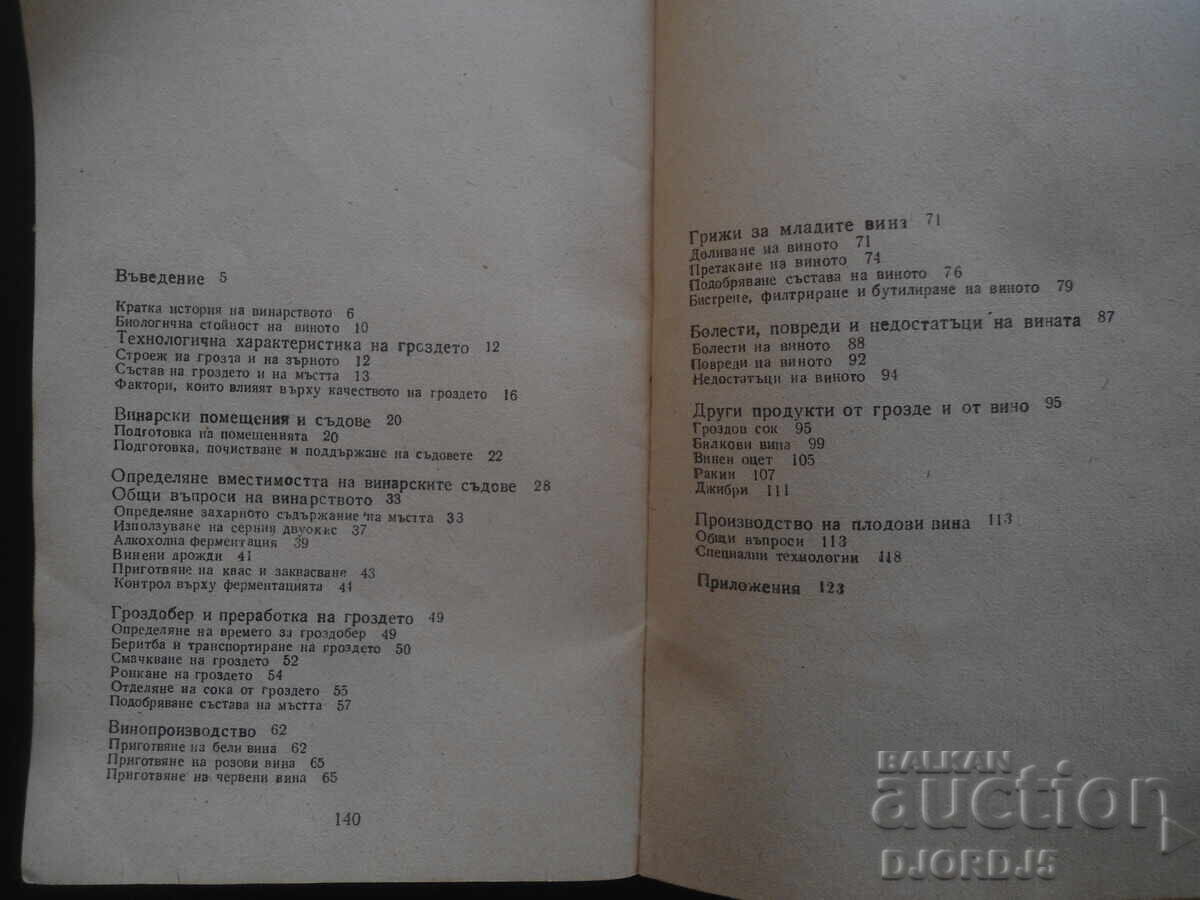 Въведение 5
Кратка история на винарството 6
Биологична стойност на виното 10
Технологична характеристика на гроздето 12
Строеж на грозда и на зърното 12
Състав на гроздето и на мъстта 13
Фактори, които влияят върху качеството на гроздето 16
Винарски помещения и съдове 20
Подготовка на помещенията 20
Подготовка, почистване и поддържане на съдовете 22
Определяне вместимостта на винарските съдове 28
Общи въпроси на винарството 33
Определяне захарното съдържание на мъстта 33
Използуване на серния двуокис 37
Алкохолна ферментация 39
Винени дрожди 41
Приготвяне на квас и заквасване 43
Контрол върху ферментацията 44
Гроздобер и преработка на гроздето 49
Определяне на времето за гроздобер 49
Беритба и транспортиране на гроздето 50
Смачкване на гроздето 52
Ронкане на гроздето 54
Отделяне на сока от гроздето 55
Подобряване състава на мъстта 57
Винопроизводство 62
Приготвяне на бели вина 62
Приготвяне на розови вина 65
Приготвяне на червени вина 65
140
Грижи за младите винз 71
Доливане на виното 71
Претакане на виното 74
Подобряване състава на виното 76
Бистрене, филтриране и бутилиране на виното 79
Болести, повреди и недостатъци на вината 87
Болести на виното 88
Повреди на виното 92
Недостатъци на виното 94
Други продукти от грозде и от вино 95
Гроздов сок 95
Билкови вина 99
Винен оцет 105
Ракии 107
Джибри 111
Производство на плодови вина 113
Общи въпроси 113
Специални технологии 118
Приложения 123
BALKAN
auction
DJORDJ5